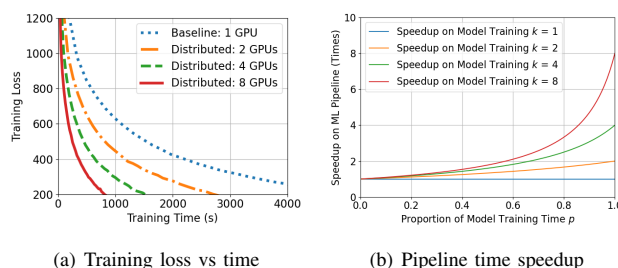 1200
1000
800
600
400
200
Training Loss
Baseline: 1 GPU
Distributed: 2 GPUs
Distributed: 4 GPUs
Distributed: 8 GPUs
0 1000 2000 3000 4000
Training Time (s)
(a) Training loss vs time
10
8
6
4
2
0
Speedup on ML Pipeline (Times)
Speedup on Model Training k = 1
Speedup on Model Training k = 2
Speedup on Model Training k = 4
Speedup on Model Training k = 8
0.0 0.2 0.4 0.6 0.8 1.0
Proportion of Model Training Time p
(b) Pipeline time speedup